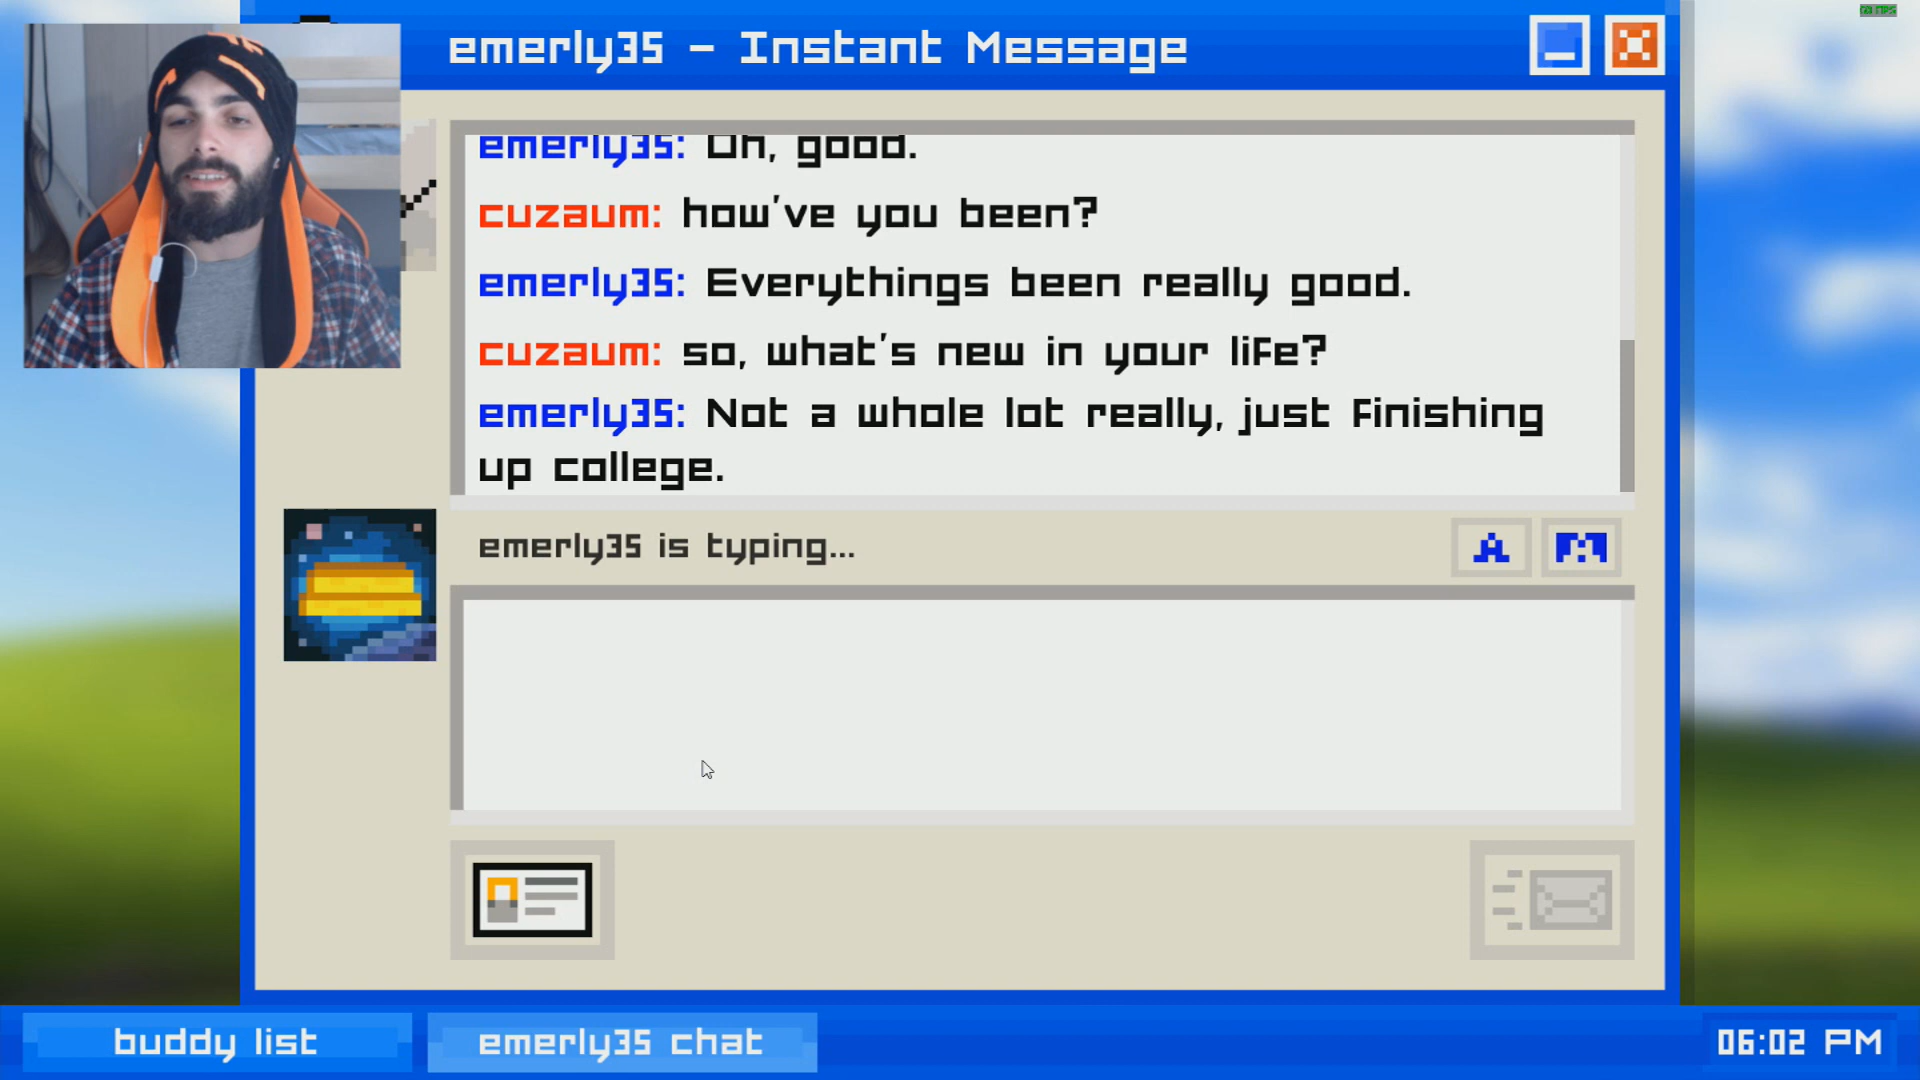 emerly35 - Instant Message
emerly35: Oh, good.
cuzaum: how've you been?
emerly35: Everythings been really good.
cuzaum: so, what's new in your life?
emerly35: Not a whole lot really, just finishing
up college.
emerly35 is typing...
A
buddy list
emerly35 chat
06:02 PM